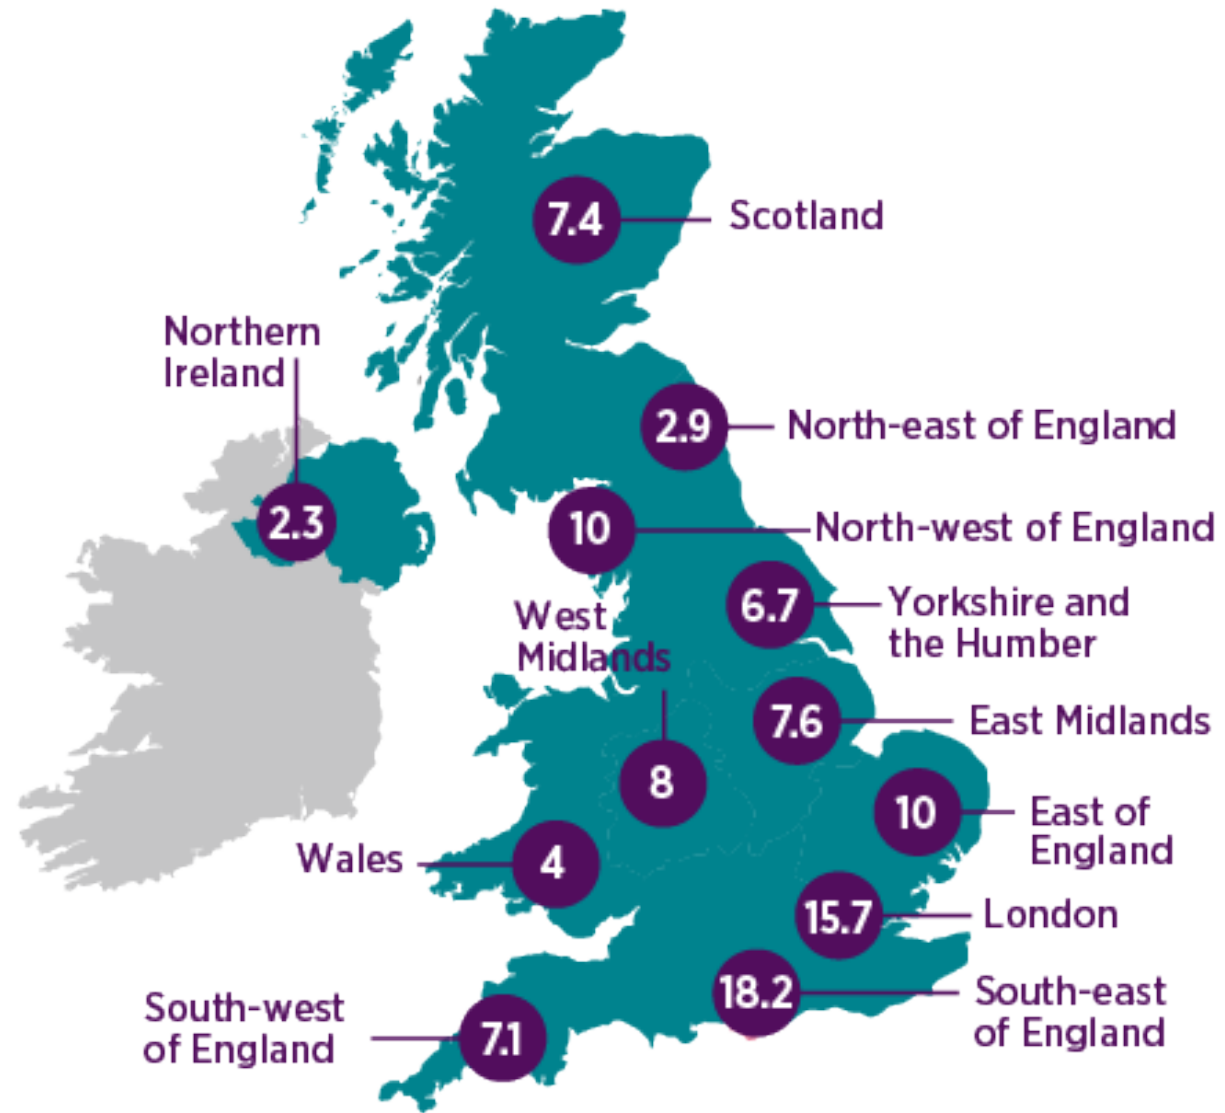 7.4
Scotland
Northern
Ireland
2.3
2.9
North-east of England
10
North-west of England
6.7
Yorkshire and
the Humber
West
Midlands
8
7.6
East Midlands
10
East of
England
Wales
4
15.7
London
18.2
South-east
of England
South-west
of England
7.1